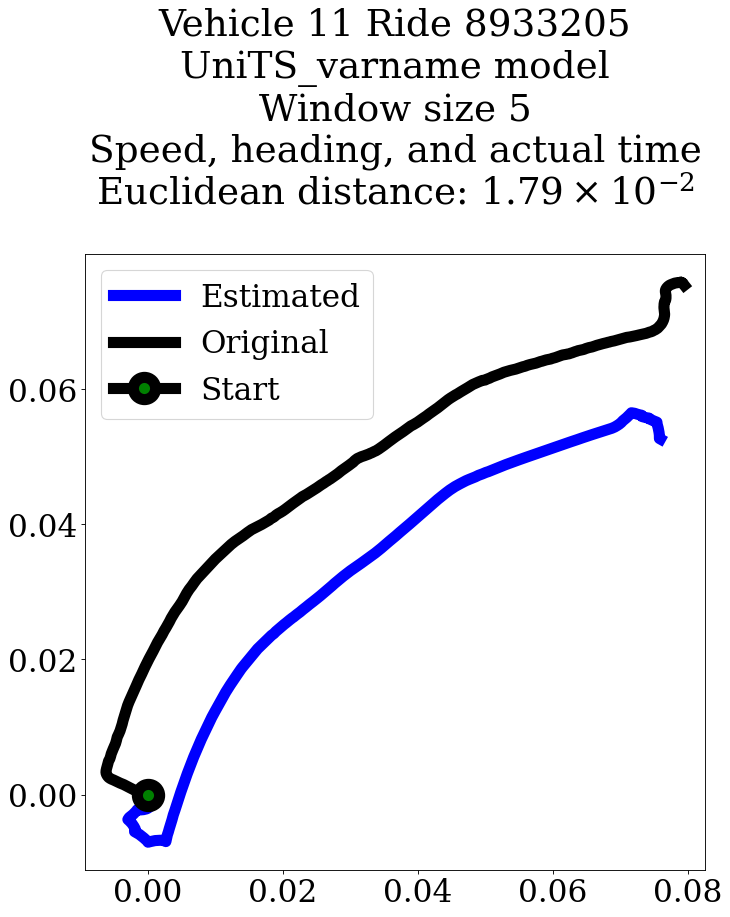 Vehicle 11 Ride 8933205
UniTS_varname model
Window size 5
Speed, heading, and actual time
Euclidean distance: 1.79 × 10⁻²
Estimated
Original
Start
0.06
0.04
0.02
0.00
0.00 0.02 0.04 0.06 0.08